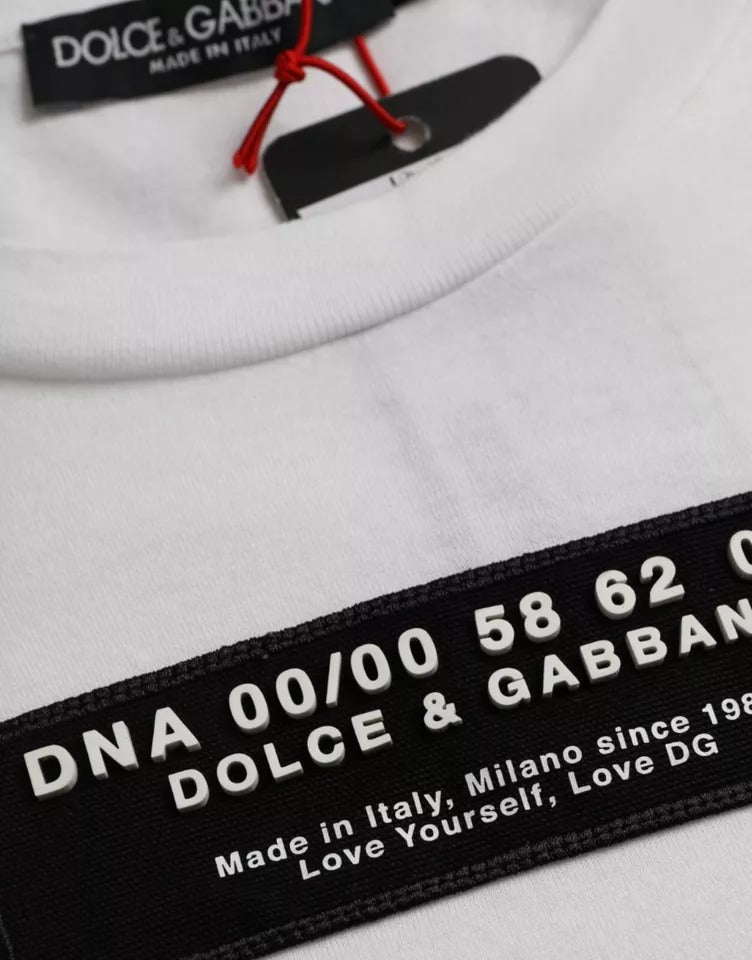 DOLCE & GABBA
MADE IN ITALY
DNA 00/00 58 62 0
DOLCE & GABBAN
Made in Italy, Milano since 198
Love Yourself, Love DG